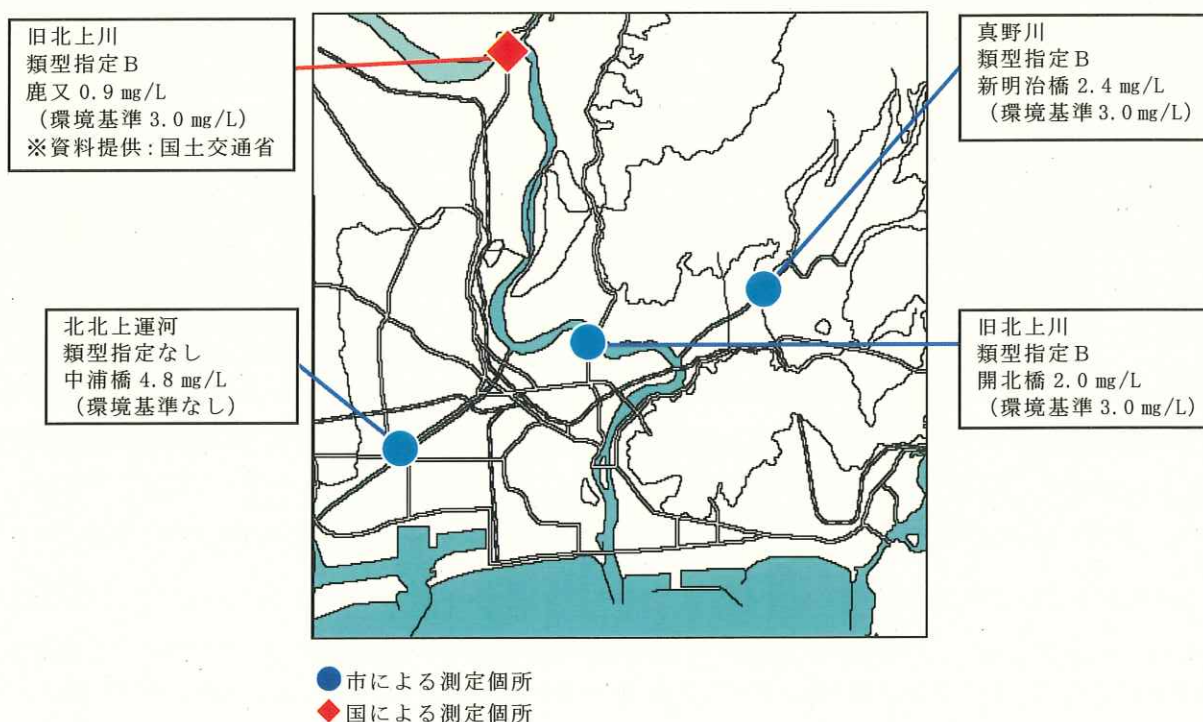 旧北上川
類型指定B
鹿又 0.9 mg/L
（環境基準 3.0 mg/L）
※資料提供：国土交通省
真野川
類型指定B
新明治橋 2.4 mg/L
（環境基準 3.0 mg/L）
北北上運河
類型指定なし
中浦橋 4.8 mg/L
（環境基準なし）
旧北上川
類型指定B
開北橋 2.0 mg/L
（環境基準 3.0 mg/L）
市による測定個所
国による測定個所